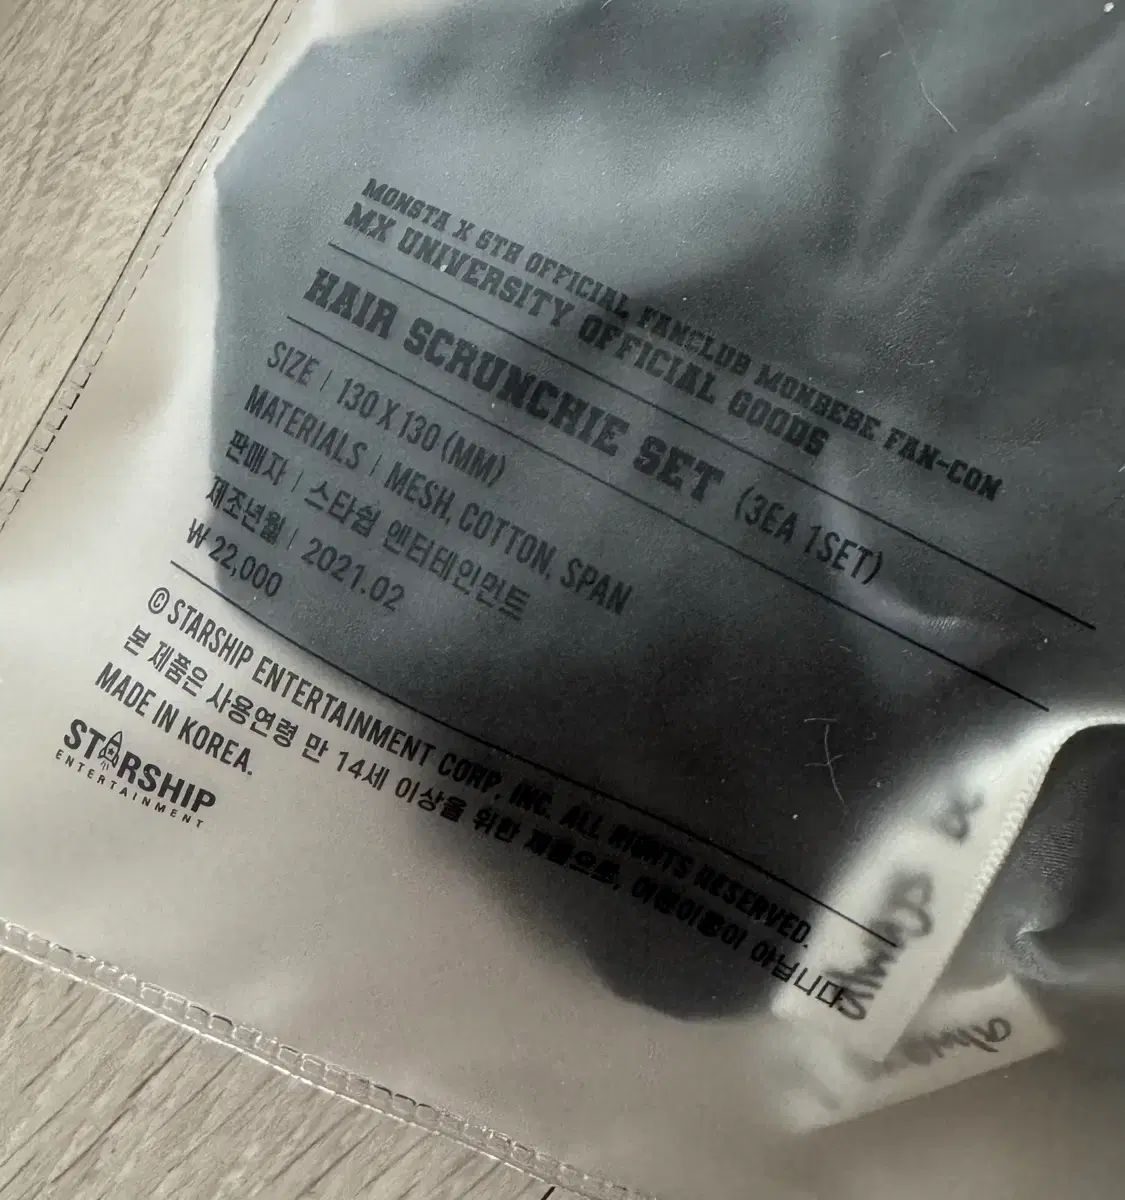 MONSTA X 6TH OFFICIAL FANCLUB MONBEBE FAN-CON
MX UNIVERSITY OFFICIAL GOODS
HAIR SCRUNCHIE SET (3EA 1SET)
SIZE | 130 X 130 (MM)
MATERIALS | MESH, COTTON, SPAN
판매자 | 스타쉽 엔터테인먼트
제조년월 | 2021.02
₩ 22,000
© STARSHIP ENTERTAINMENT CORP. INC. ALL RIGHTS RESERVED.
본 제품은 사용연령 만 14세 이상을 위한 제품으로, 어린이용이 아닙니다.
MADE IN KOREA.
STARSHIP
ENTERTAINMENT